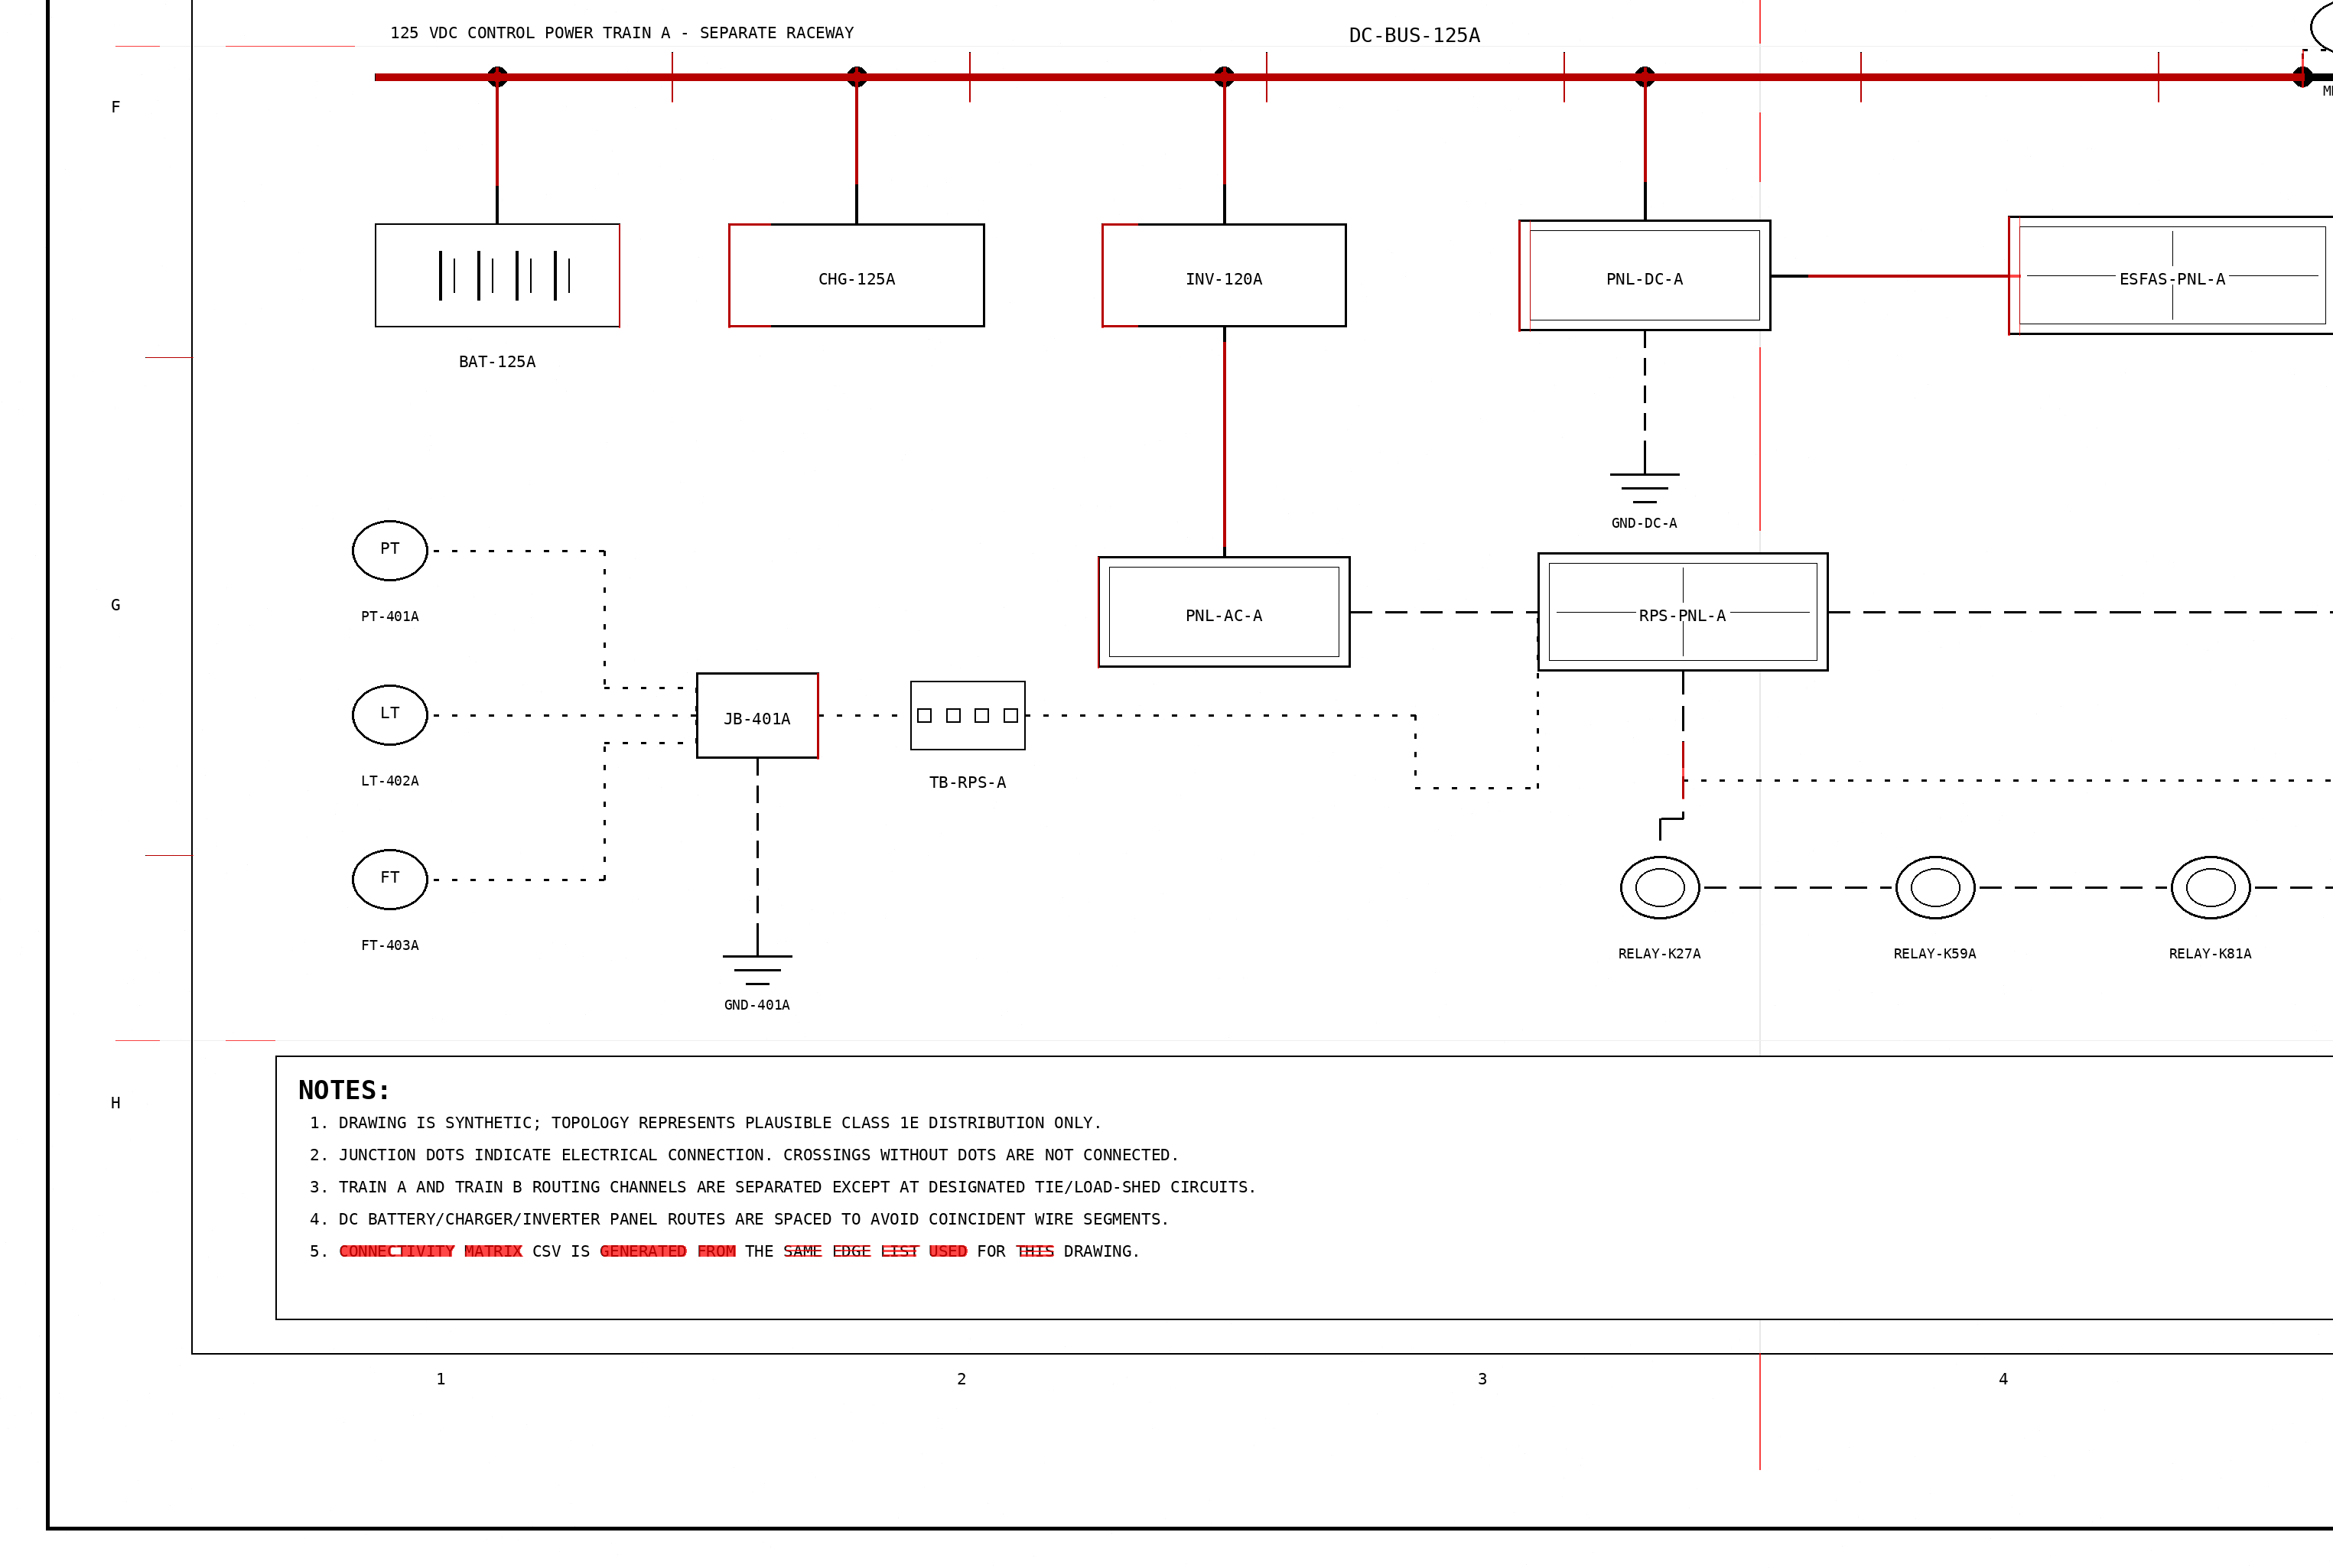 125 VDC CONTROL POWER TRAIN A - SEPARATE RACEWAY
DC-BUS-125A
F
CHG-125A
INV-120A
PNL-DC-A
ESFAS-PNL-A
BAT-125A
GND-DC-A
PT
PT-401A
G
PNL-AC-A
RPS-PNL-A
LT
JB-401A
LT-402A
TB-RPS-A
FT
FT-403A
RELAY-K27A
RELAY-K59A
RELAY-K81A
GND-401A
H
NOTES:
1. DRAWING IS SYNTHETIC; TOPOLOGY REPRESENTS PLAUSIBLE CLASS 1E DISTRIBUTION ONLY.
2. JUNCTION DOTS INDICATE ELECTRICAL CONNECTION. CROSSINGS WITHOUT DOTS ARE NOT CONNECTED.
3. TRAIN A AND TRAIN B ROUTING CHANNELS ARE SEPARATED EXCEPT AT DESIGNATED TIE/LOAD-SHED CIRCUITS.
4. DC BATTERY/CHARGER/INVERTER PANEL ROUTES ARE SPACED TO AVOID COINCIDENT WIRE SEGMENTS.
5. CONNECTIVITY MATRIX CSV IS GENERATED FROM THE SAME EDGE LIST USED FOR THIS DRAWING.
1
2
3
4